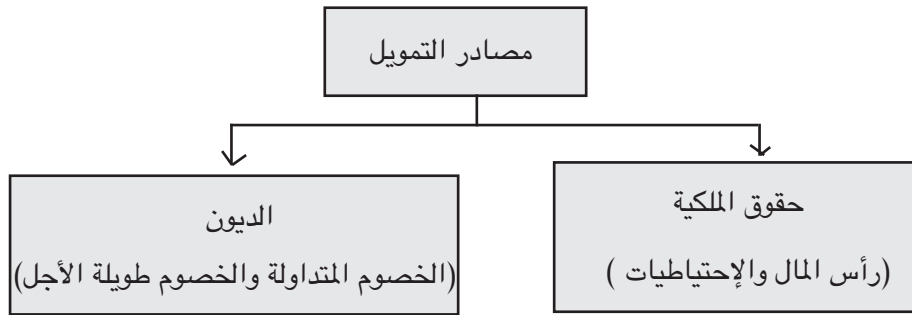 مصادر التمويل
حقوق الملكية
(رأس المال والإحتياطيات )
الديون
(الخصوم المتداولة والخصوم طويلة الأجل)